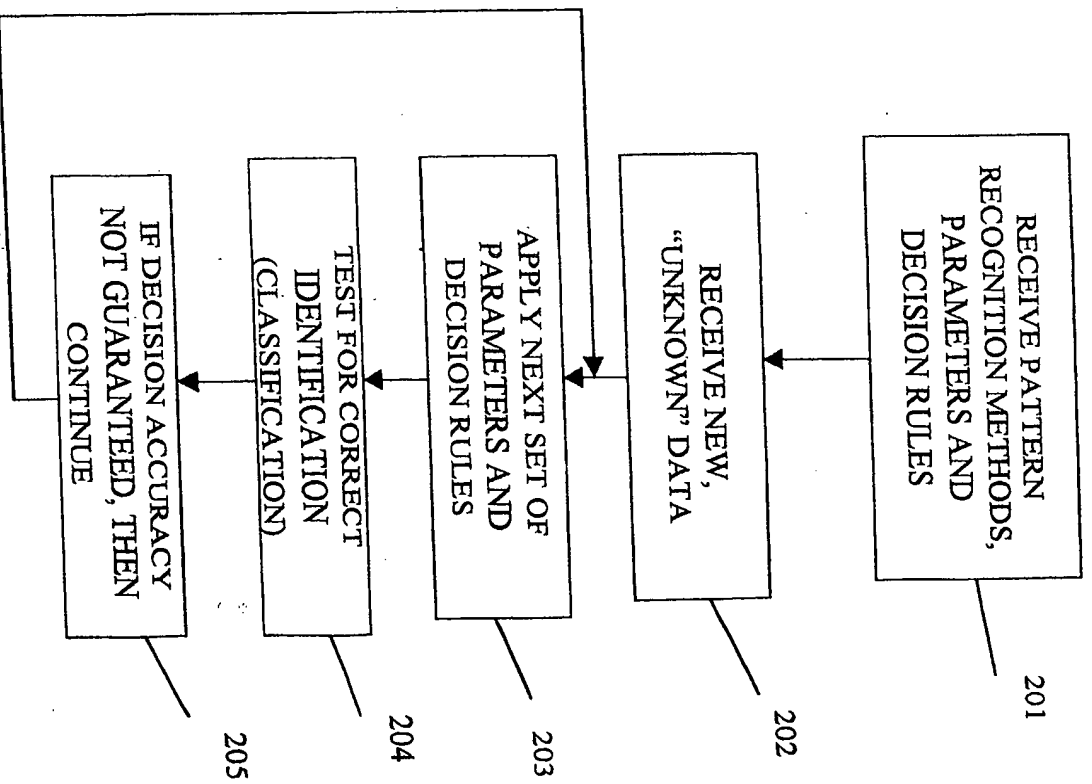 RECEIVE PATTERN
RECOGNITION METHODS,
PARAMETERS AND
DECISION RULES
201
RECEIVE NEW,
“UNKNOWN” DATA
202
APPLY NEXT SET OF
PARAMETERS AND
DECISION RULES
203
TEST FOR CORRECT
IDENTIFICATION
(CLASSIFICATION)
204
IF DECISION ACCURACY
NOT GUARANTEED, THEN
CONTINUE
205